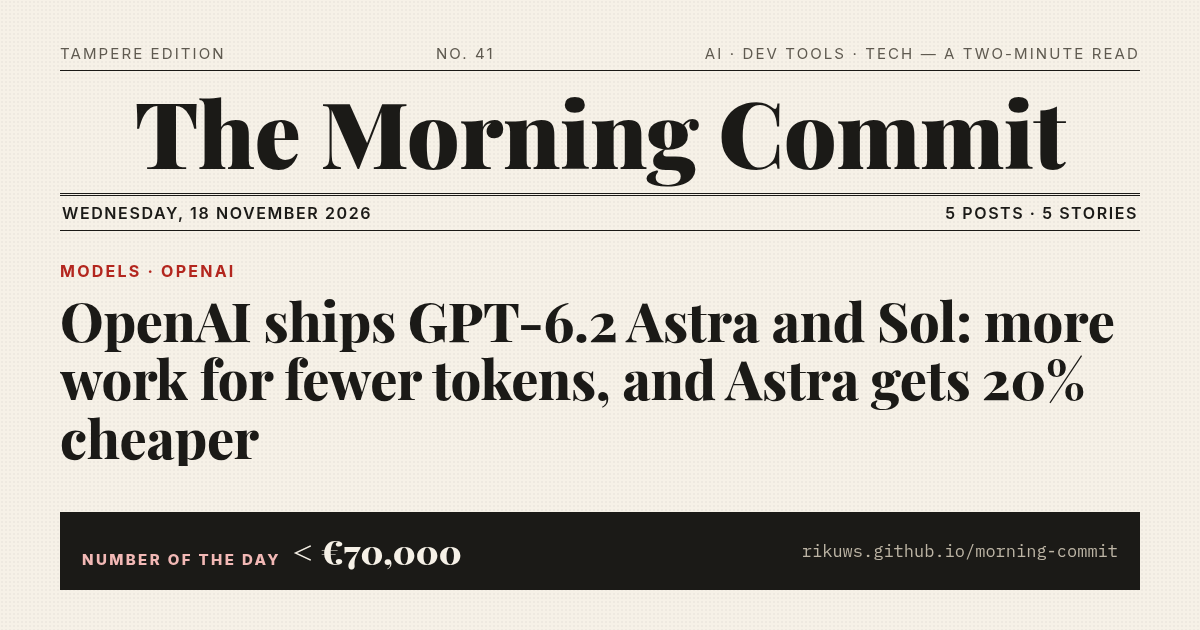 TAMPERE EDITION NO. 41 AI · DEV TOOLS · TECH — A TWO-MINUTE READ
The Morning Commit
WEDNESDAY, 18 NOVEMBER 2026 5 POSTS · 5 STORIES
MODELS · OPENAI
OpenAI ships GPT-6.2 Astra and Sol: more
work for fewer tokens, and Astra gets 20%
cheaper
NUMBER OF THE DAY < €70,000 rikuws.github.io/morning-commit